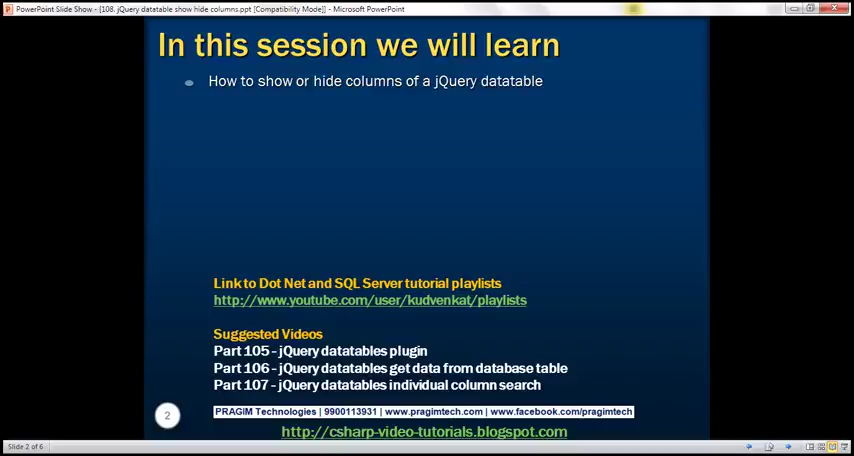 PowerPoint Slide Show - [108. jQuery datatable show hide columns.ppt [Compatibility Mode]] - Microsoft PowerPoint
In this session we will learn
How to show or hide columns of a jQuery datatable
Link to Dot Net and SQL Server tutorial playlists
http://www.youtube.com/user/kudvenkat/playlists
Suggested Videos
Part 105 - jQuery datatables plugin
Part 106 - jQuery datatables get data from database table
Part 107 - jQuery datatables individual column search
2
PRAGIM Technologies | 9900113931 | www.pragimtech.com | www.facebook.com/pragimtech
http://csharp-video-tutorials.blogspot.com
Slide 2 of 6